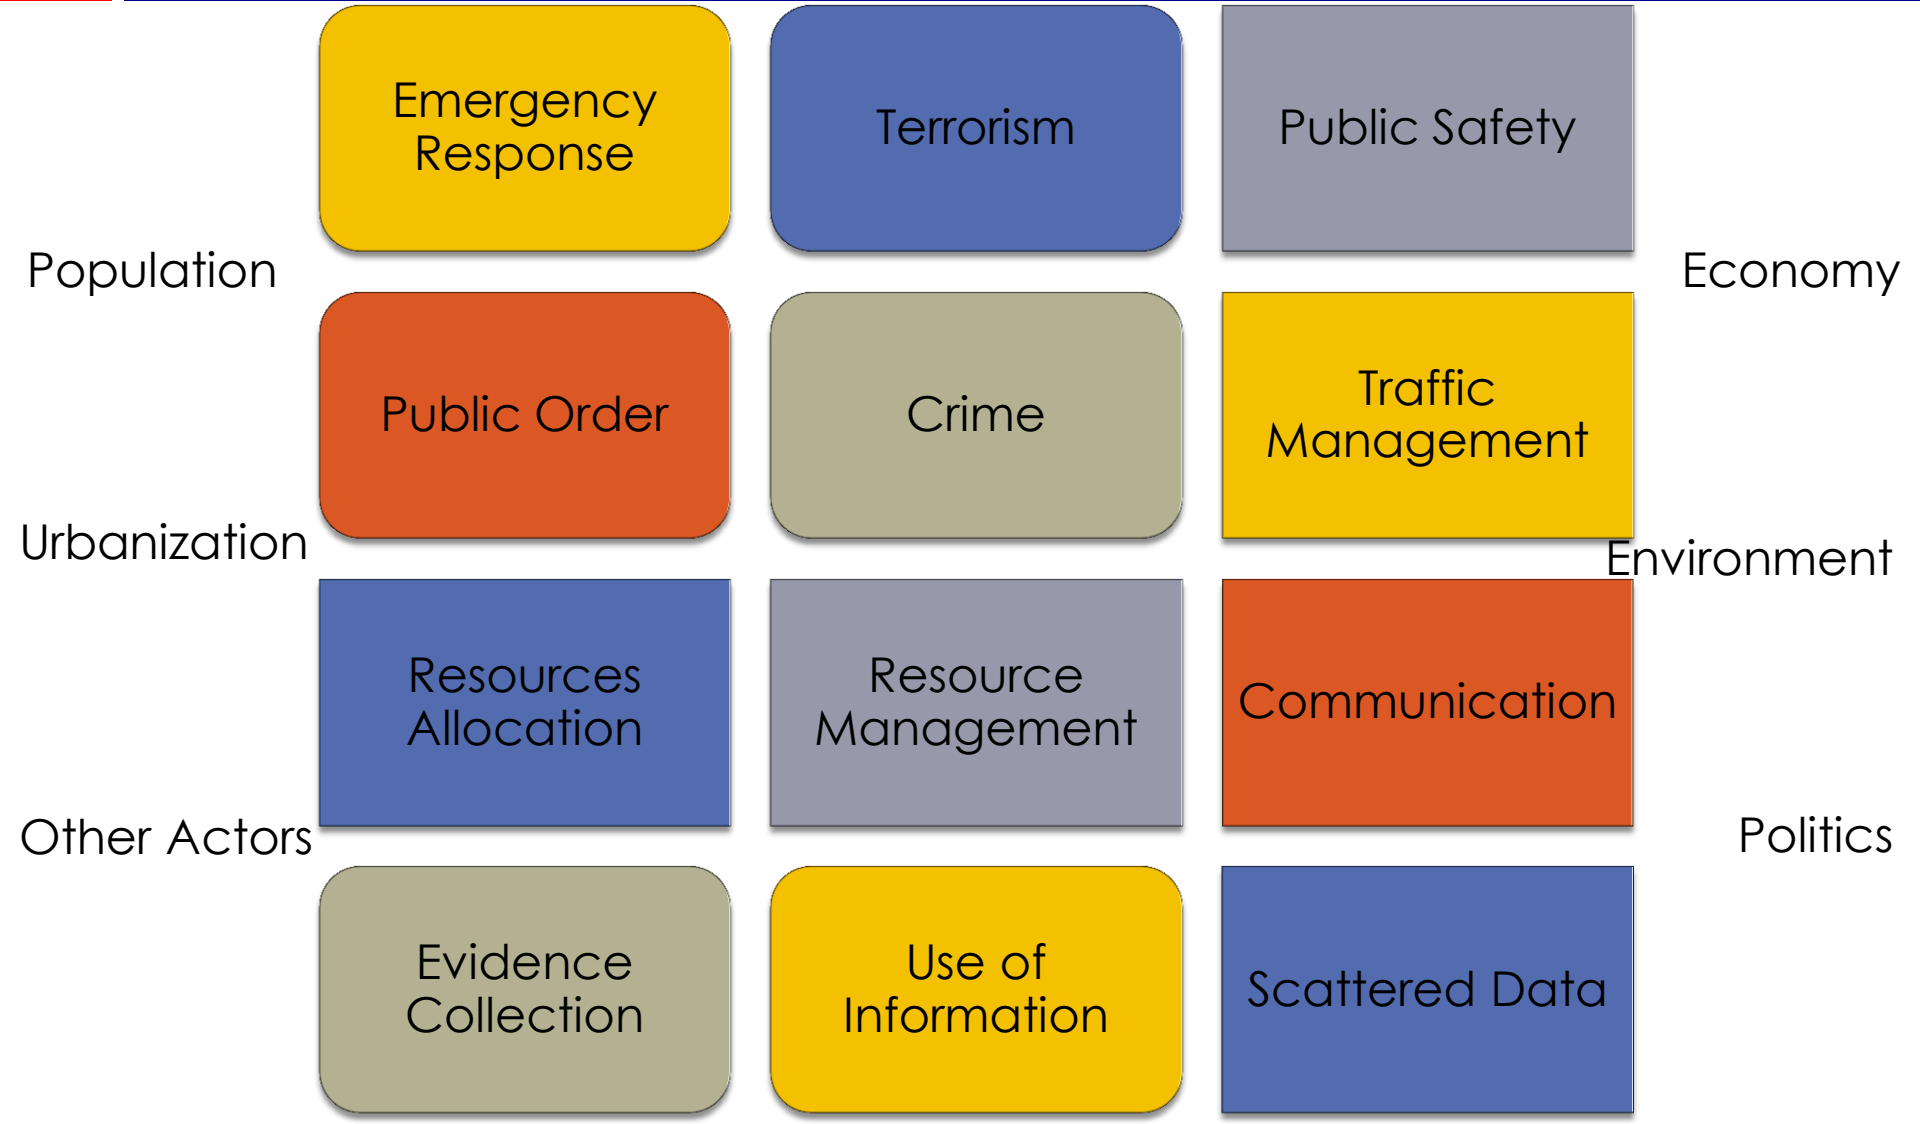 Emergency
Response
Terrorism
Public Safety
Population
Economy
Public Order
Crime
Traffic
Management
Urbanization
Environment
Resources
Allocation
Resource
Management
Communication
Other Actors
Politics
Evidence
Collection
Use of
Information
Scattered Data